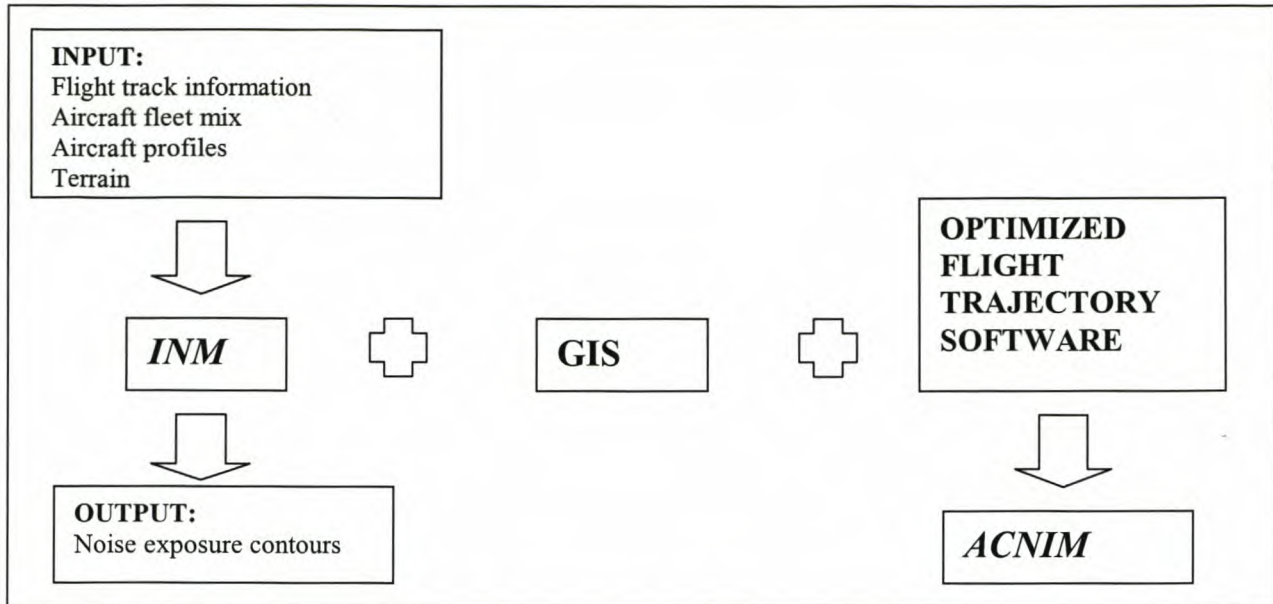 INPUT:
Flight track information
Aircraft fleet mix
Aircraft profiles
Terrain
INM
OUTPUT:
Noise exposure contours
GIS
OPTIMIZED
FLIGHT
TRAJECTORY
SOFTWARE
ACNIM